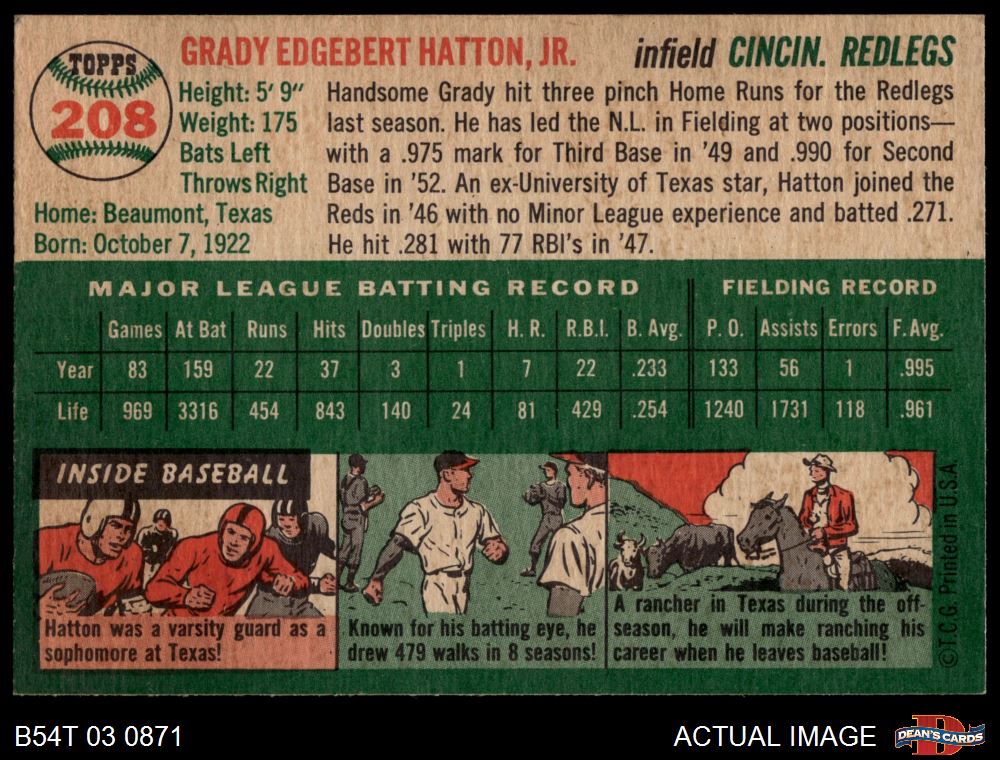 TOPPS
208
GRADY EDGEBERT HATTON, JR.
infield CINCIN. REDLEGS
Height: 5' 9"
Weight: 175
Bats Left
Throws Right
Home: Beaumont, Texas
Born: October 7, 1922
Handsome Grady hit three pinch Home Runs for the Redlegs
last season. He has led the N.L. in Fielding at two positions—
with a .975 mark for Third Base in '49 and .990 for Second
Base in '52. An ex-University of Texas star, Hatton joined the
Reds in '46 with no Minor League experience and batted .271.
He hit .281 with 77 RBI's in '47.
MAJOR LEAGUE BATTING RECORD FIELDING RECORD
Games At Bat Runs Hits Doubles Triples H. R. R.B.I. B. Avg. P. O. Assists Errors F. Avg.
Year 83 159 22 37 3 1 7 22 .233 133 56 1 .995
Life 969 3316 454 843 140 24 81 429 .254 1240 1731 118 .961
INSIDE BASEBALL
Hatton was a varsity guard as a
sophomore at Texas!
Known for his batting eye, he
drew 479 walks in 8 seasons!
A rancher in Texas during the off-
season, he will make ranching his
career when he leaves baseball!
©T.C.G. Printed in U.S.A
B54T 03 0871
ACTUAL IMAGE
DEAN'S CARDS